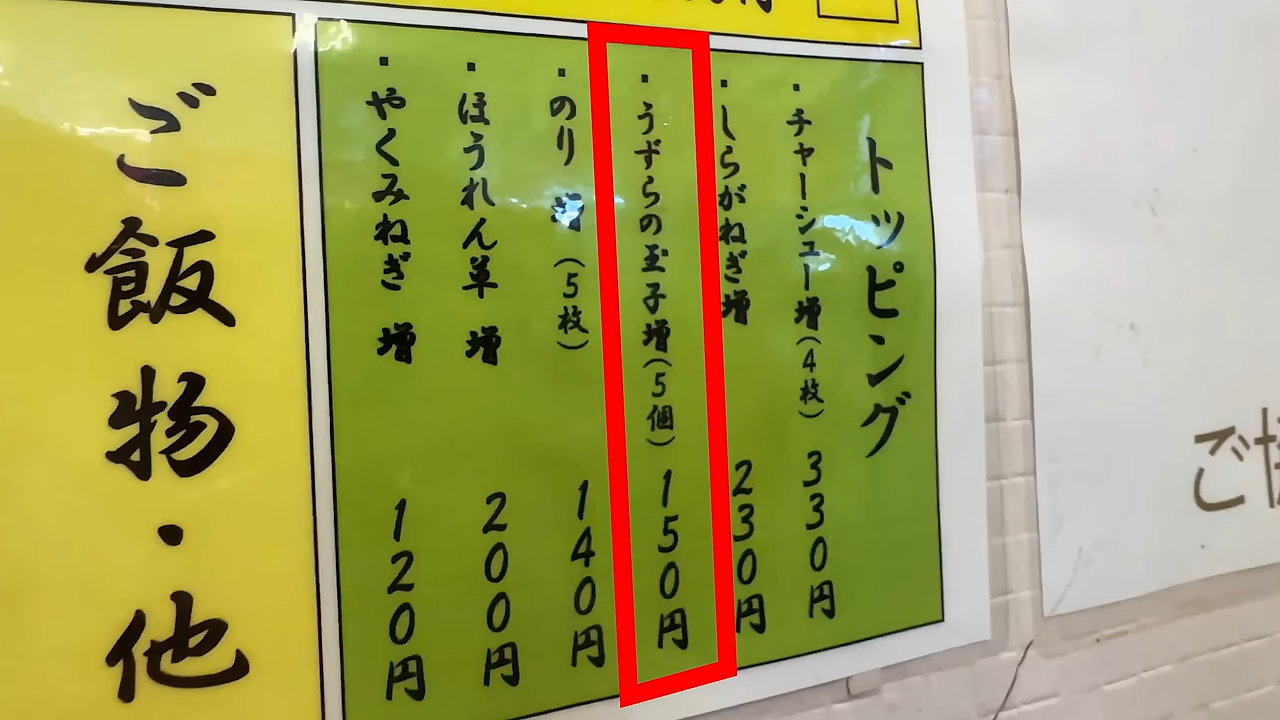 トッピング
・チャーシュー増(4枚) 330円
・しらがねぎ増 230円
・うずらの玉子増(5個) 150円
・のり 増 (5枚) 140円
・ほうれん草 増 200円
・やくみねぎ 増 120円
ご飯物・他